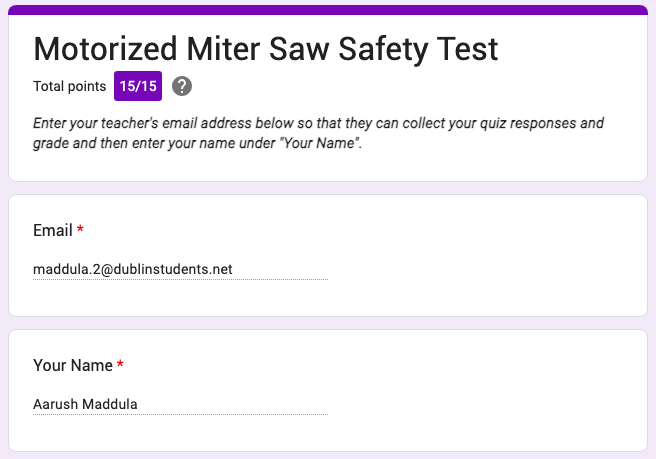 Motorized Miter Saw Safety Test
Total points 15/15 ?
Enter your teacher's email address below so that they can collect your quiz responses and
grade and then enter your name under "Your Name".
Email *
maddula.2@dublinstudents.net
Your Name *
Aarush Maddula